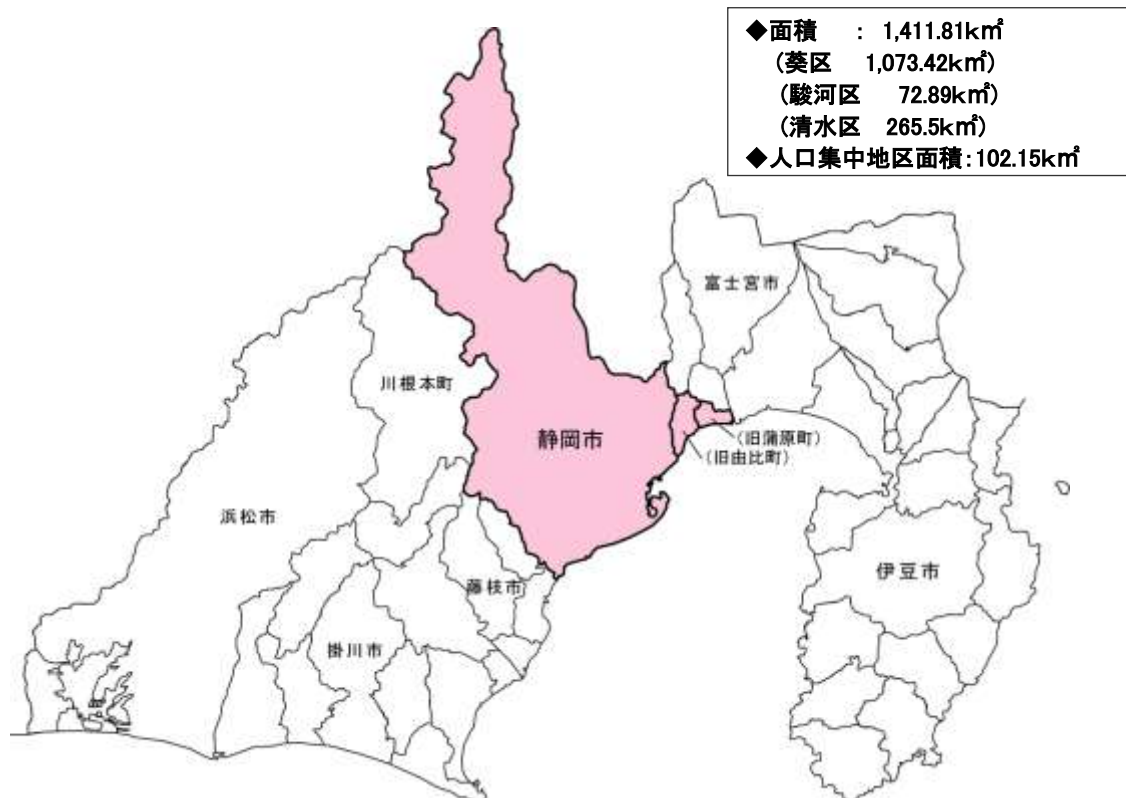 ◆面積 : 1,411.81k㎡
(葵区 1,073.42k㎡)
(駿河区 72.89k㎡)
(清水区 265.5k㎡)
◆人口集中地区面積:102.15k㎡
富士宮市
川根本町
静岡市
(旧蒲原町)
(旧由比町)
浜松市
伊豆市
藤枝市
掛川市